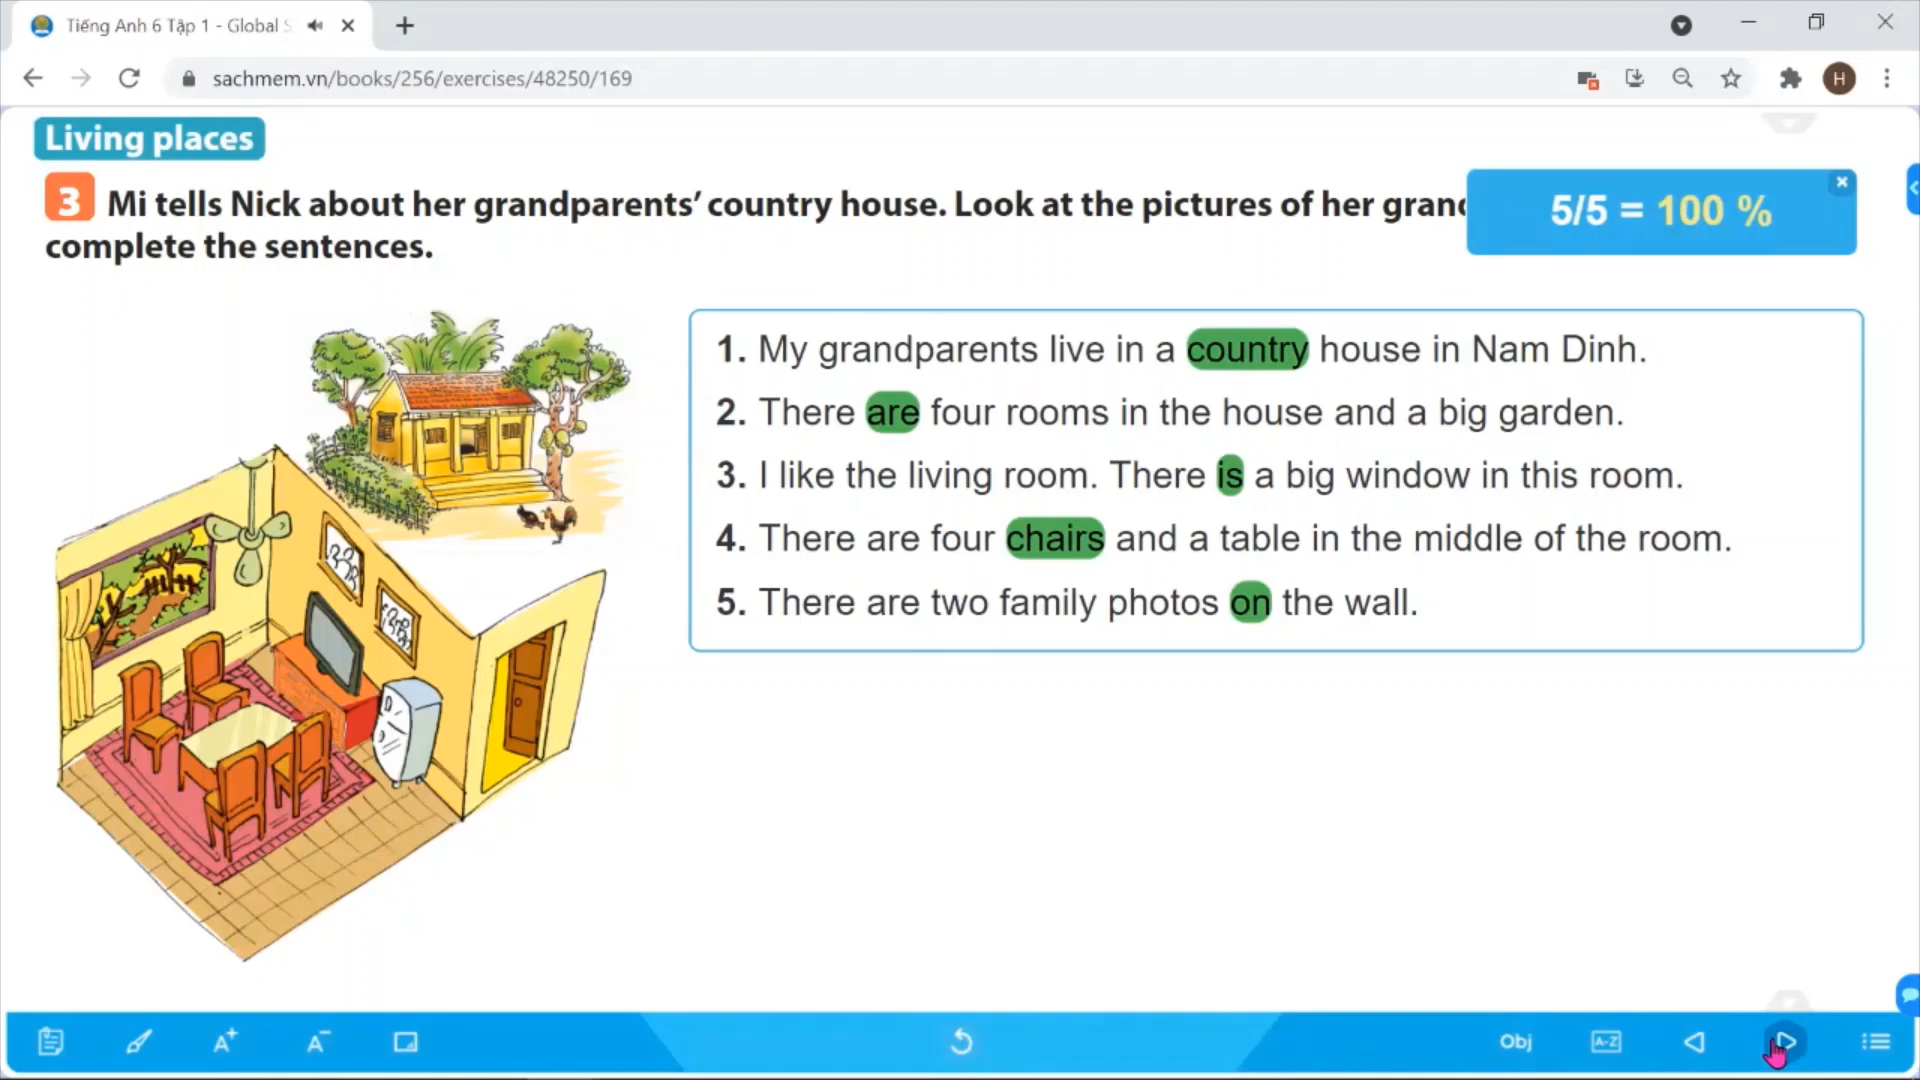 Tiếng Anh 6 Tập 1 - Global S
sachmem.vn/books/256/exercises/48250/169
H
Living places
3 Mi tells Nick about her grandparents’ country house. Look at the pictures of her grand
complete the sentences.
5/5 = 100 %
1. My grandparents live in a country house in Nam Dinh.
2. There are four rooms in the house and a big garden.
3. I like the living room. There is a big window in this room.
4. There are four chairs and a table in the middle of the room.
5. There are two family photos on the wall.
A+ A- Obj A-Z